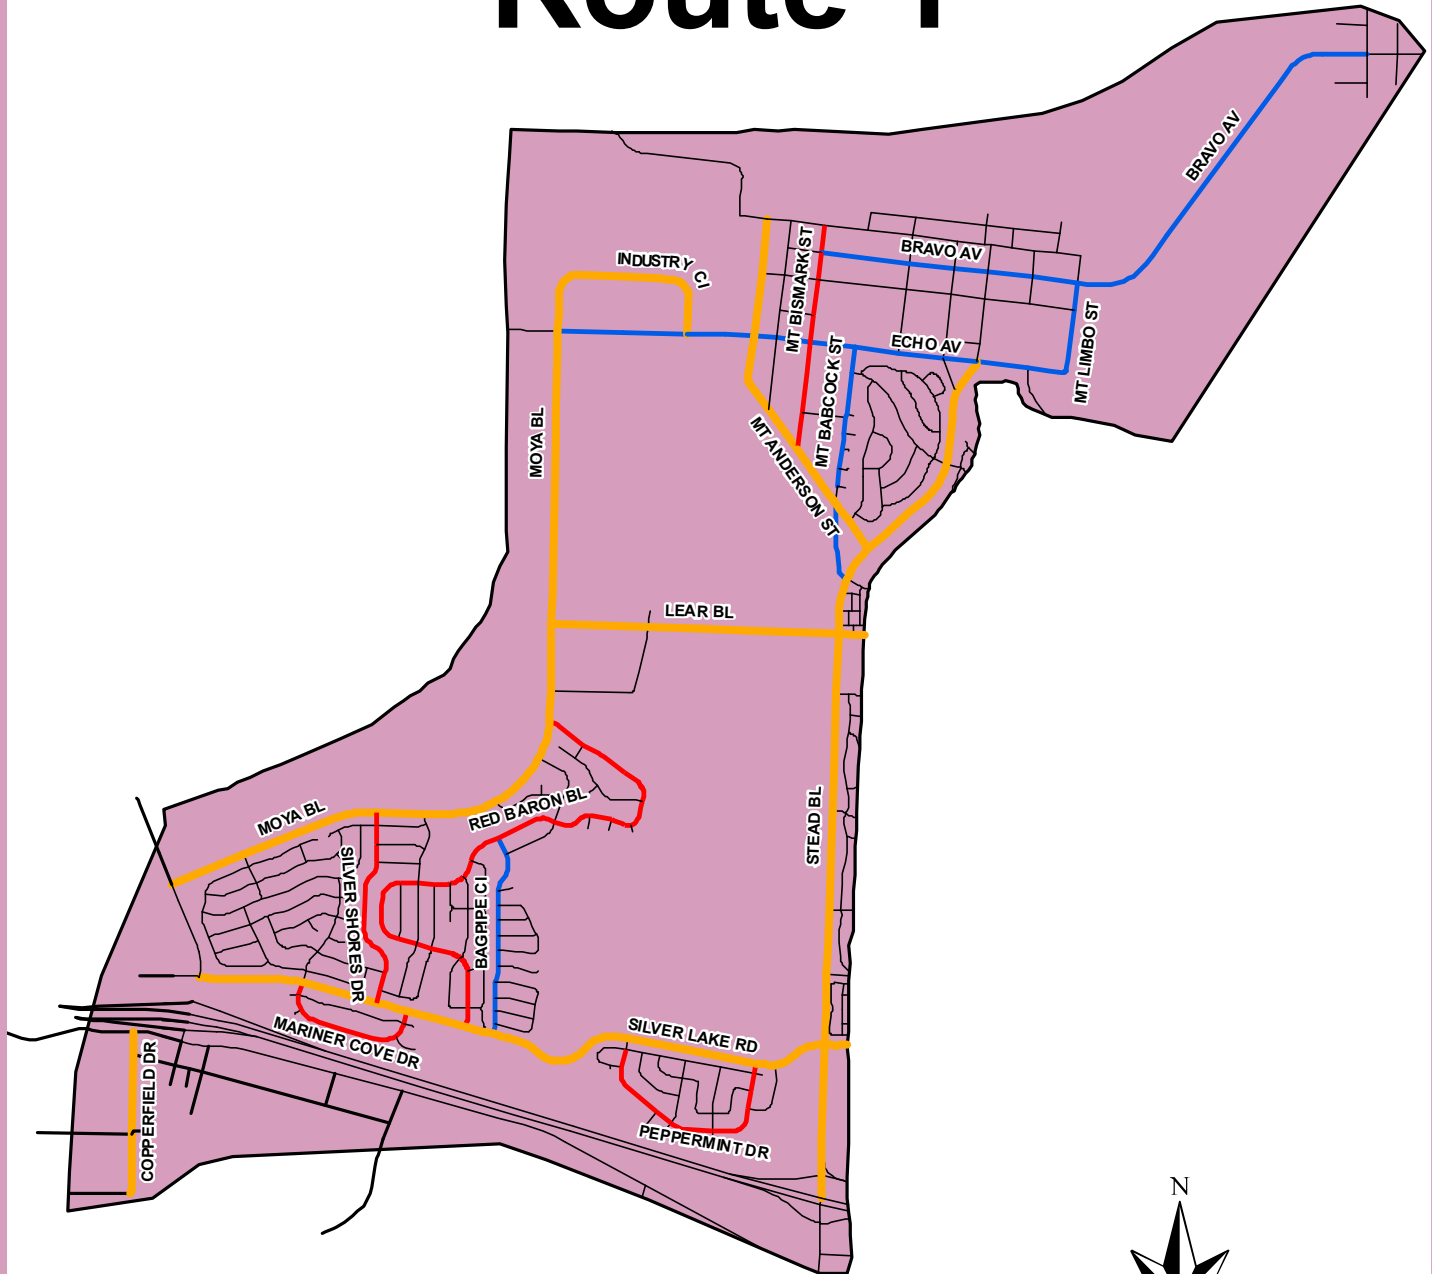 Route
BRAVO AV
INDUSTRY CI
BRAVO AV
MT BISMARK ST
ECHO AV
MT LIMBO ST
MT BABCOCK ST
MOYA BL
MT ANDERSON ST
LEAR BL
STEAD BL
RED BARON BL
MOYA BL
SILVER SHORES DR
BAGPIPE CI
SILVER LAKE RD
MARINER COVE DR
COPPERFIELD DR
PEPPERMINT DR
N